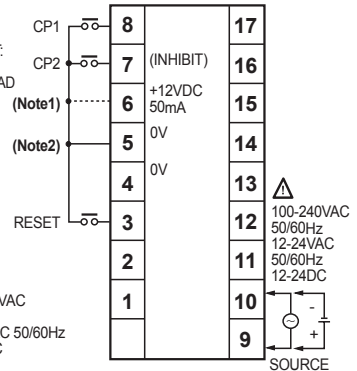 CP1
8
17
T:
CP2
7
(INHIBIT)
16
AD
(Note1)
6
+12VDC
50mA
15
(Note2)
5
0V
14
4
0V
13
RESET
3
12
100-240VAC
50/60Hz
12-24VAC
50/60Hz
12-24DC
2
11
VAC
1
10
-
C 50/60Hz
C
9
+
SOURCE